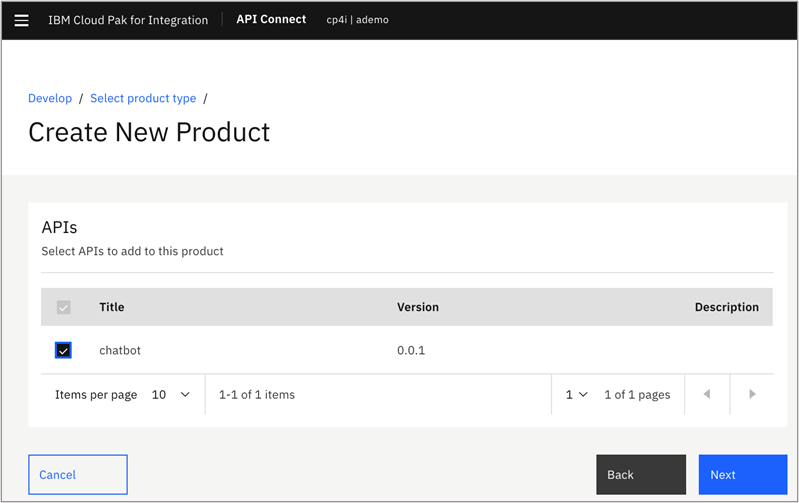 IBM Cloud Pak for Integration API Connect cp4i | ademo
Develop / Select product type /
Create New Product
APIs
Select APIs to add to this product
Title Version Description
chatbot 0.0.1
Items per page 10 1-1 of 1 items 1 1 of 1 pages
Cancel Back Next